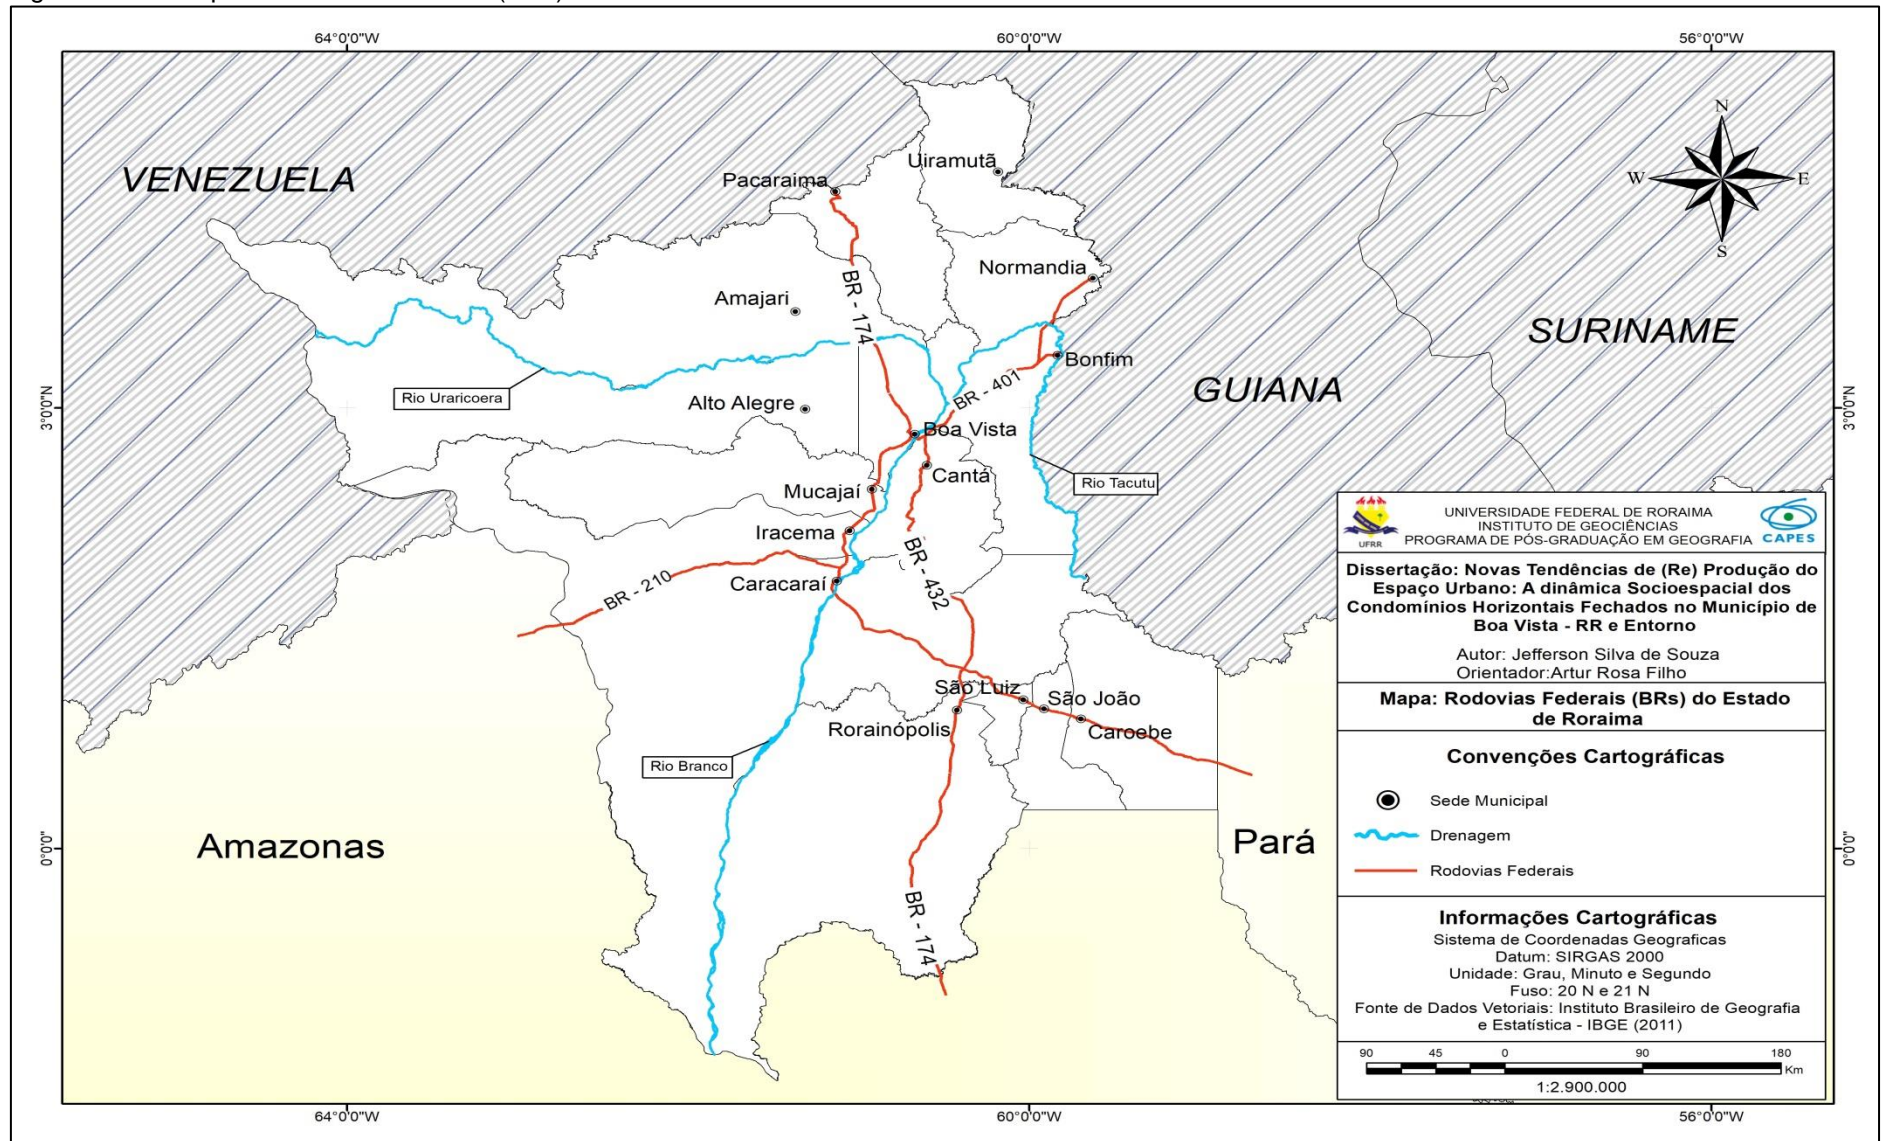 64°0'0"W
60°0'0"W
56°0'0"W
N
W
E
S
VENEZUELA
Uiramutã
Pacaraima
Normandia
BR - 174
Amajari
SURINAME
Bonfim
GUIANA
BR - 401
Rio Uraricoera
Alto Alegre
3°0'0"N
3°0'0"N
Boa Vista
Cantá
Rio Tacutu
Mucajaí
Iracema
BR - 432
BR - 210
Caracaraí
São Luiz
São João
Rorainópolis
Caroebe
Rio Branco
Amazonas
Pará
0°0'0"
0°0'0"
BR - 174
UFRR
CAPES
UNIVERSIDADE FEDERAL DE RORAIMA
INSTITUTO DE GEOCIÊNCIAS
PROGRAMA DE PÓS-GRADUAÇÃO EM GEOGRAFIA
Dissertação: Novas Tendências de (Re) Produção do
Espaço Urbano: A dinâmica Socioespacial dos
Condomínios Horizontais Fechados no Município de
Boa Vista - RR e Entorno
Autor: Jefferson Silva de Souza
Orientador:Artur Rosa Filho
Mapa: Rodovias Federais (BRs) do Estado
de Roraima
Convenções Cartográficas
Sede Municipal
Drenagem
Rodovias Federais
Informações Cartográficas
Sistema de Coordenadas Geograficas
Datum: SIRGAS 2000
Unidade: Grau, Minuto e Segundo
Fuso: 20 N e 21 N
Fonte de Dados Vetoriais: Instituto Brasileiro de Geografia
e Estatística - IBGE (2011)
90 45 0 90 180
Km
1:2.900.000
64°0'0"W
60°0'0"W
56°0'0"W